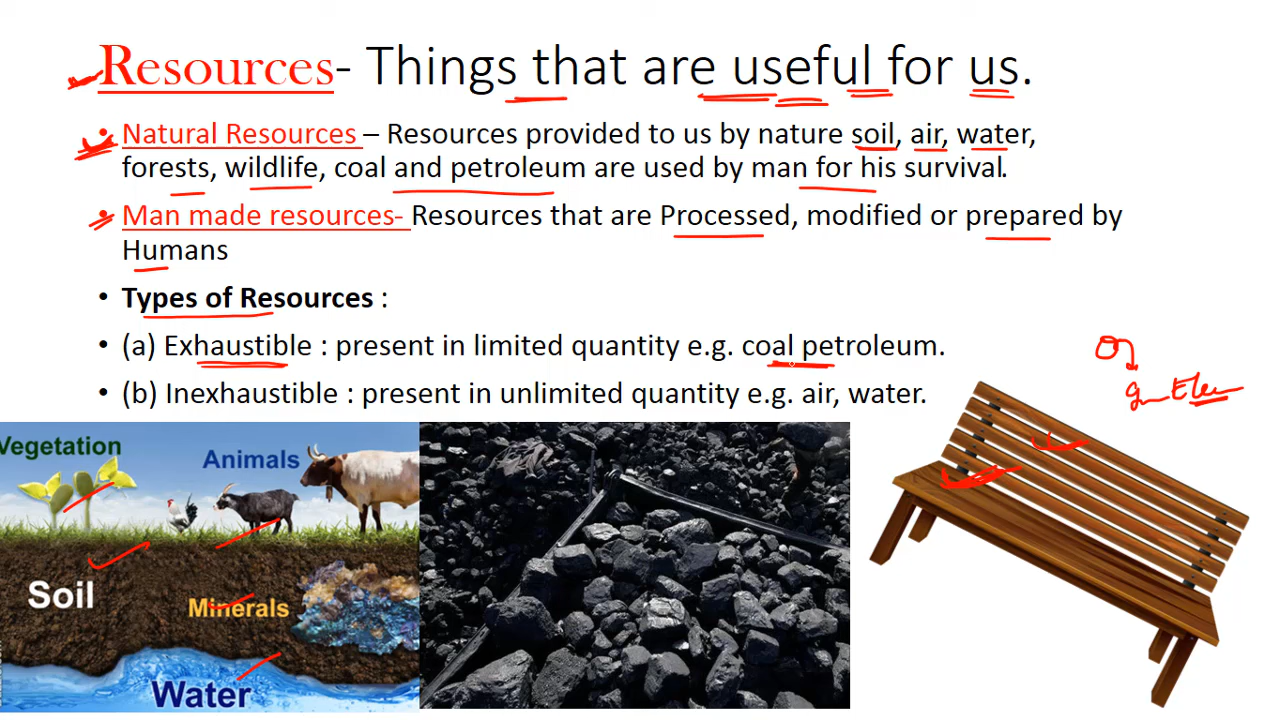 Resources- Things that are useful for us.
• Natural Resources – Resources provided to us by nature soil, air, water,
forests, wildlife, coal and petroleum are used by man for his survival.
• Man made resources- Resources that are Processed, modified or prepared by
Humans
• Types of Resources :
• (a) Exhaustible : present in limited quantity e.g. coal petroleum.
• (b) Inexhaustible : present in unlimited quantity e.g. air, water.
Vegetation
Animals
Soil
Minerals
Water